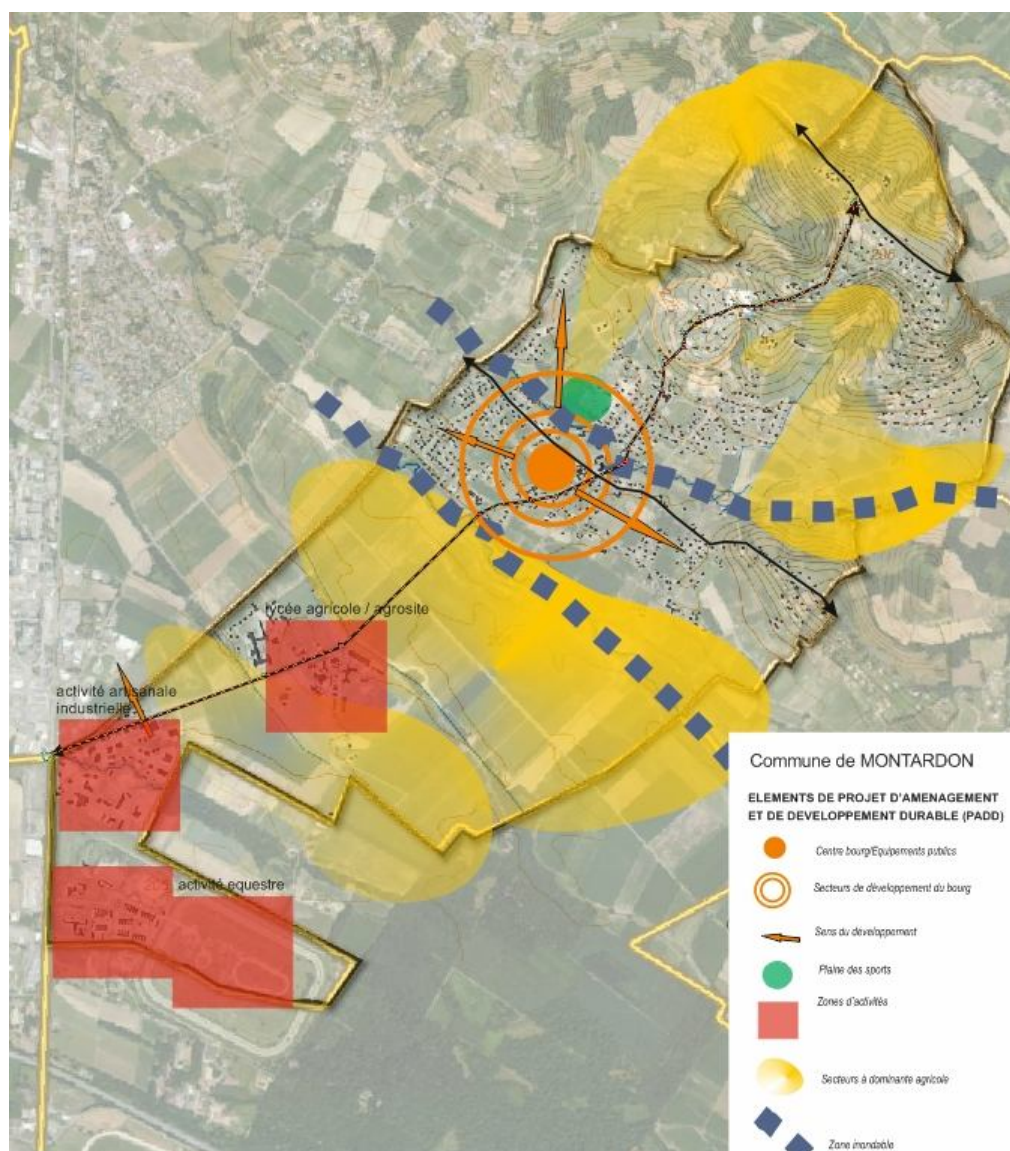 lycée agricole / agrosite
activité artisanale
industrielle
activité equestre
Commune de MONTARDON
ELEMENTS DE PROJET D'AMENAGEMENT
ET DE DEVELOPPEMENT DURABLE (PADD)
Centre bourg/Equipements publics
Secteurs de développement du bourg
Sens du développement
Plaine des sports
Zones d'activités
Secteurs à dominante agricole
Zone inondable